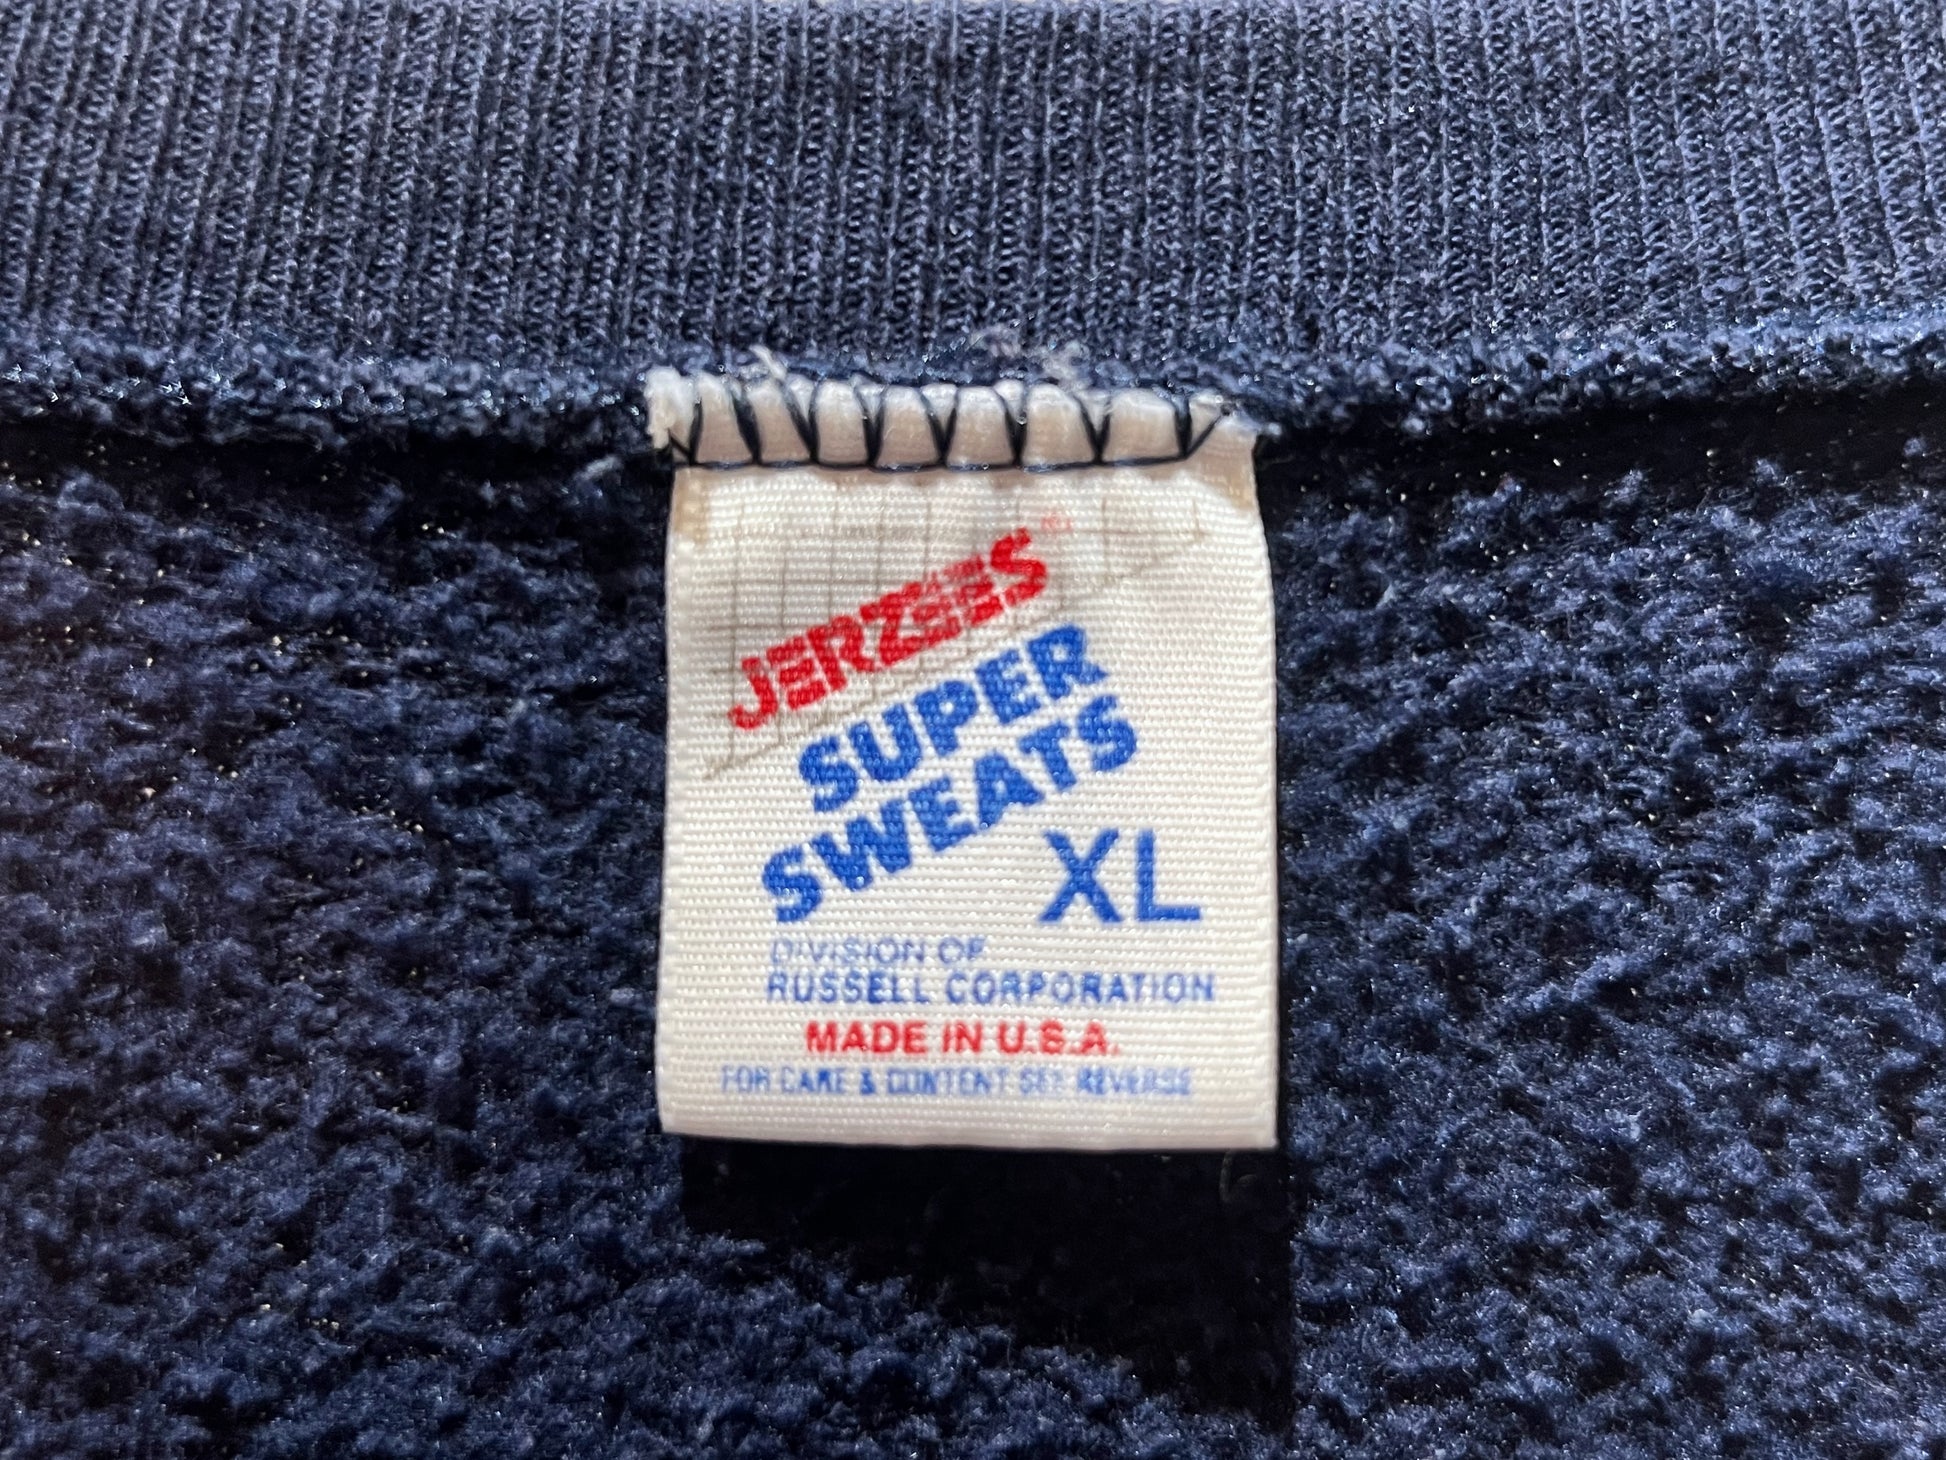 JERZEES®
SUPER
SWEATS
XL
DIVISION OF
RUSSELL CORPORATION
MADE IN U.S.A.
FOR CARE & CONTENT SEE REVERSE